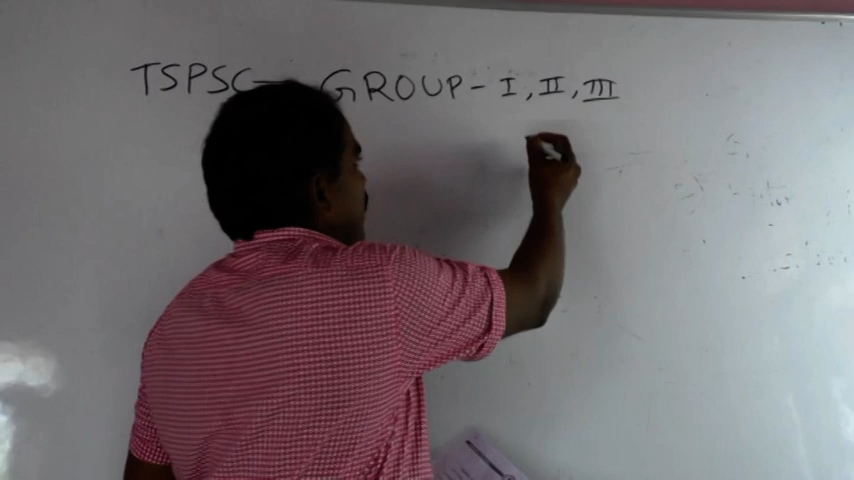 TSPSC- GROUP - I, II, III